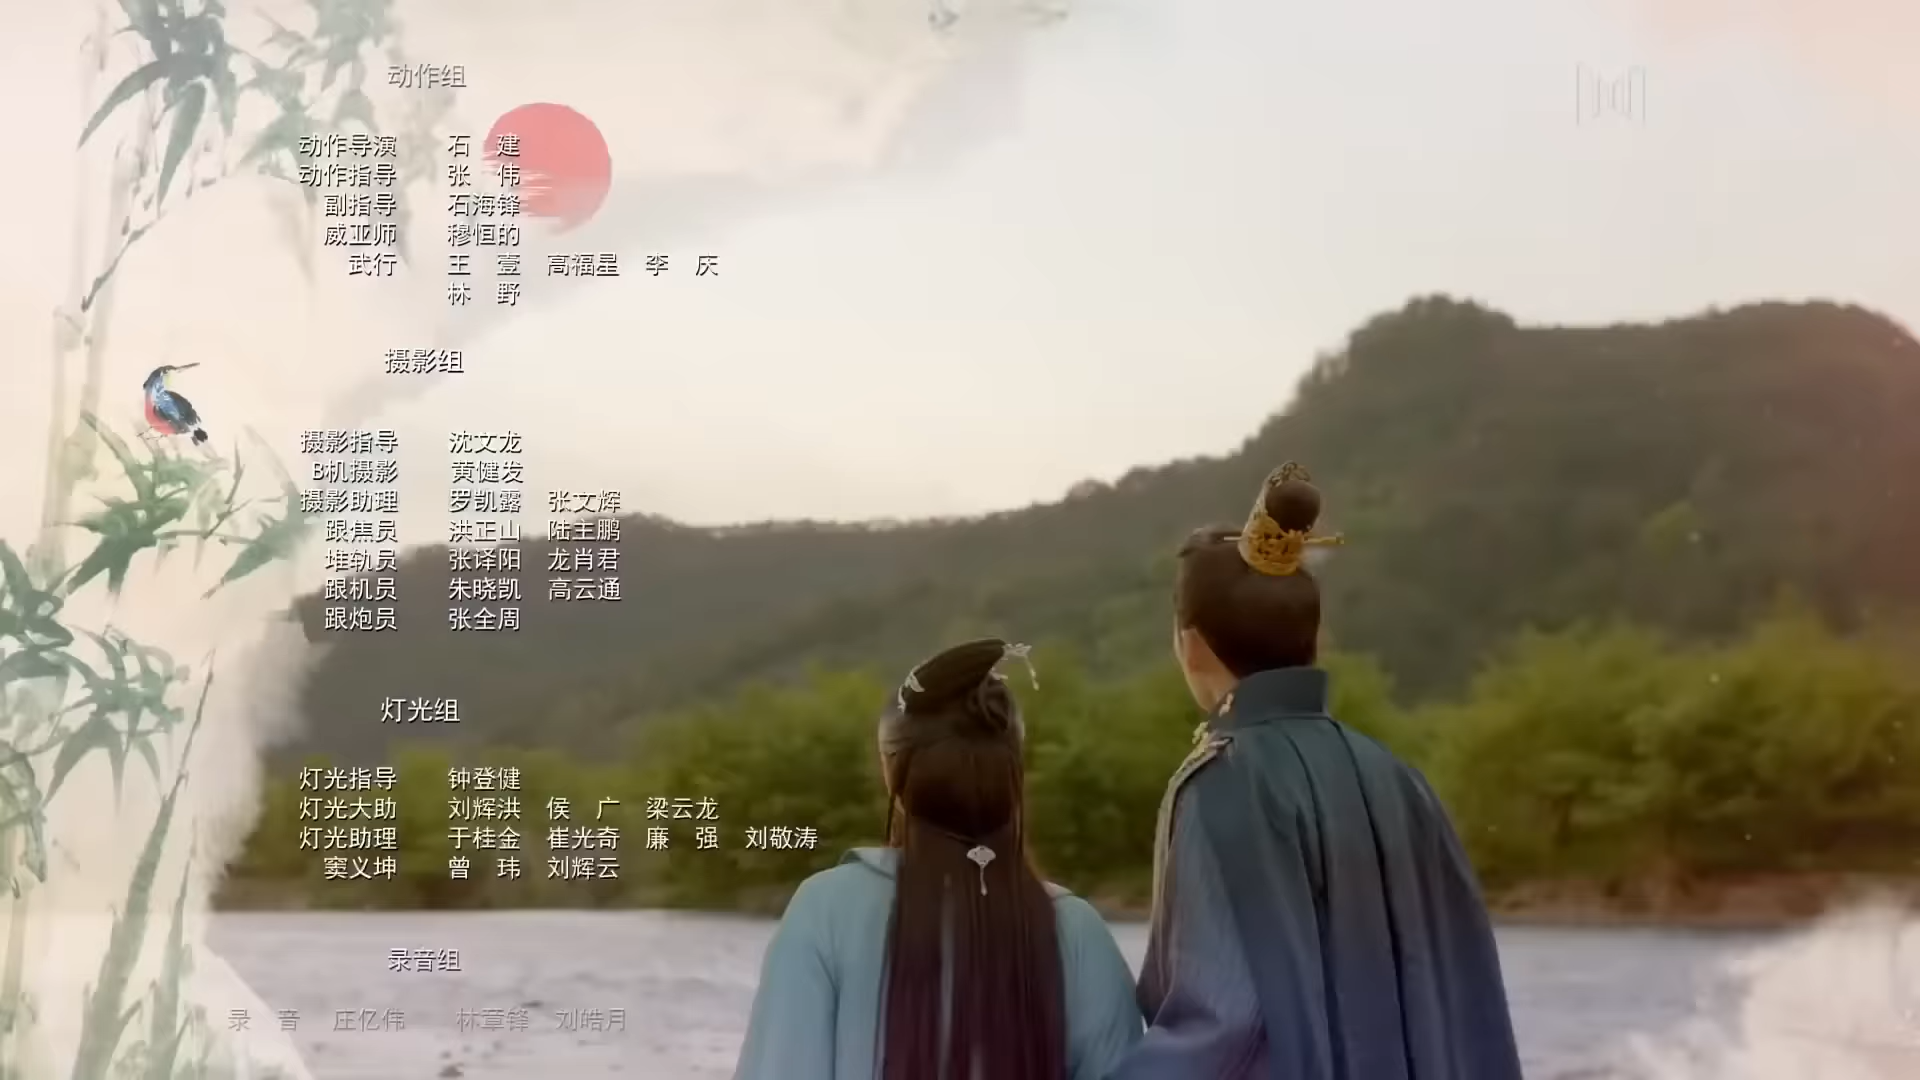 动作组
动作导演 石 建
动作指导 张 伟
副指导 石海锋
威亚师 穆恒的
武行 王 壹 高福星 李 庆
林 野
摄影组
摄影指导 沈文龙
B机摄影 黄健发
摄影助理 罗凯露 张文辉
跟焦员 洪正山 陆主鹏
堆轨员 张译阳 龙肖君
跟机员 朱晓凯 高云通
跟炮员 张全周
灯光组
灯光指导 钟登健
灯光大助 刘辉洪 侯 广 梁云龙
灯光助理 于桂金 崔光奇 廉 强 刘敬涛
窦义坤 曾 玮 刘辉云
录音组
录 音 庄亿伟 林章锋 刘皓月